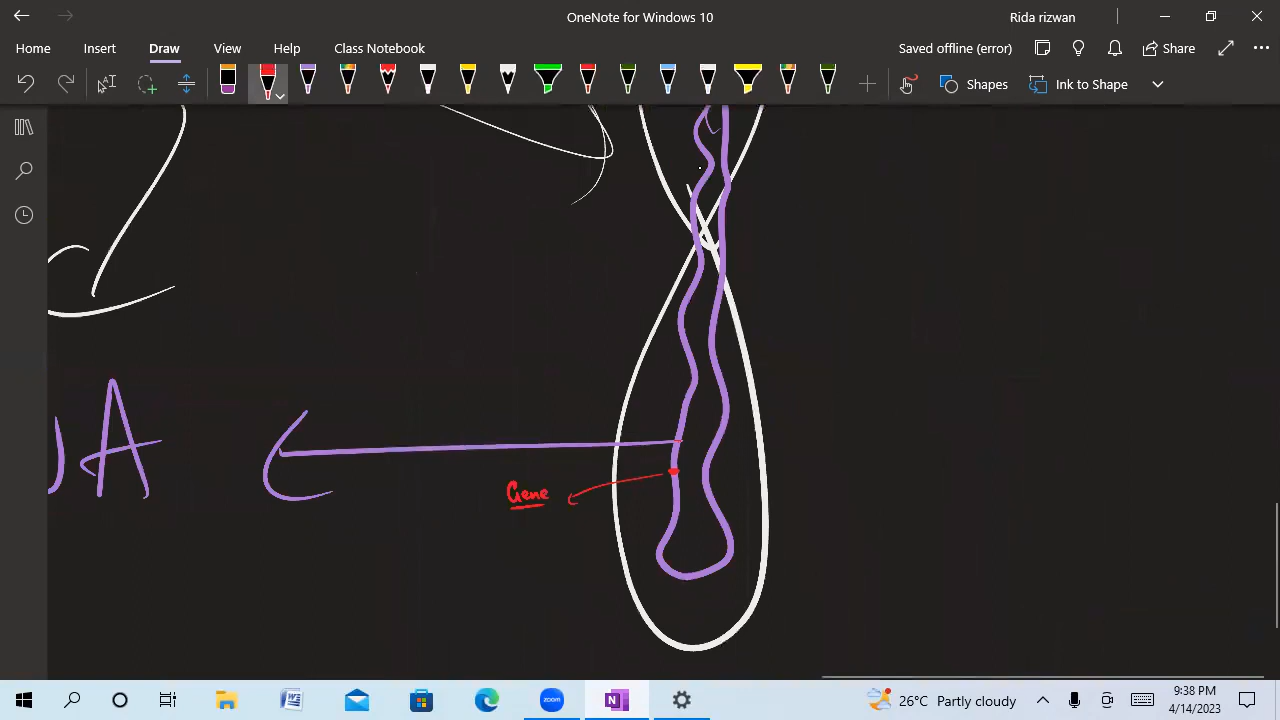 OneNote for Windows 10
Rida rizwan
Home Insert Draw View Help Class Notebook
Saved offline (error)
Share
Shapes
Ink to Shape
A
Gene
W
zoom
N
26°C Partly cloudy
9:38 PM
4/14/2023